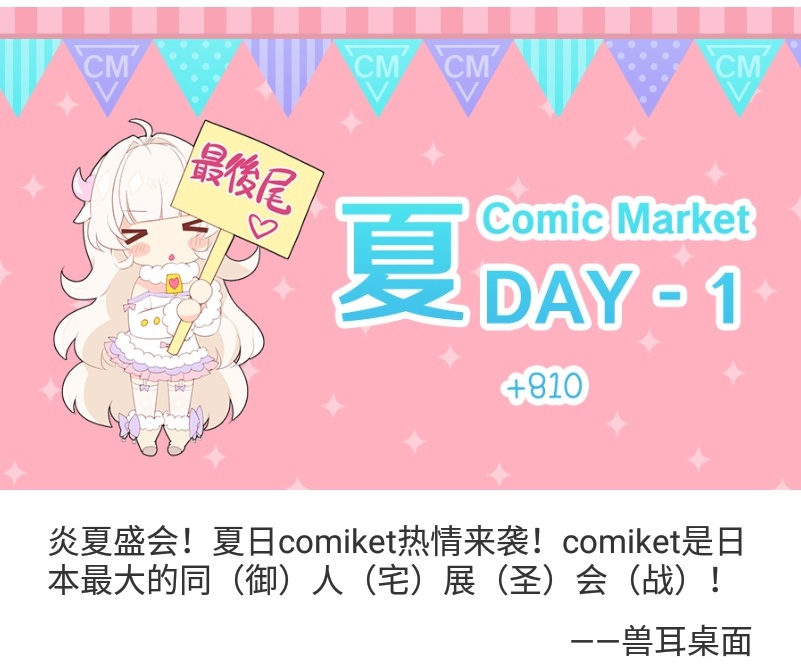 CM
CM
CM
CM
最後尾
♡
夏
Comic Market
DAY - 1
+810
炎夏盛会！夏日comiket热情来袭！comiket是日
本最大的同（御）人（宅）展（圣）会（战）！
——兽耳桌面